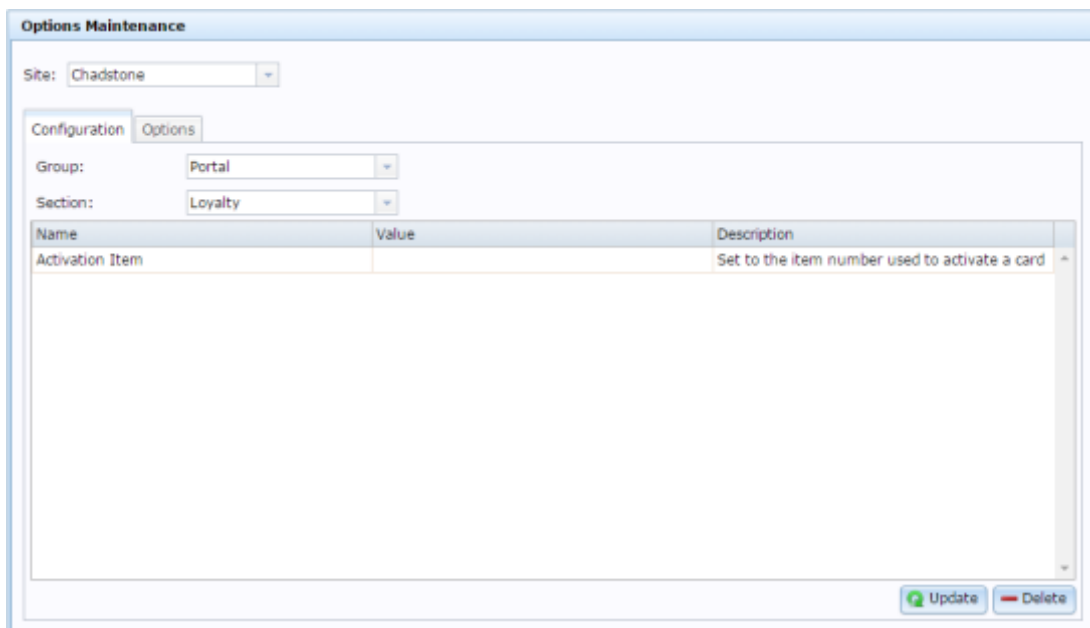 Options Maintenance
Site: Chadstone
Configuration Options
Group: Portal
Section: Loyalty
Name Value Description
Activation Item Set to the item number used to activate a card
Update Delete